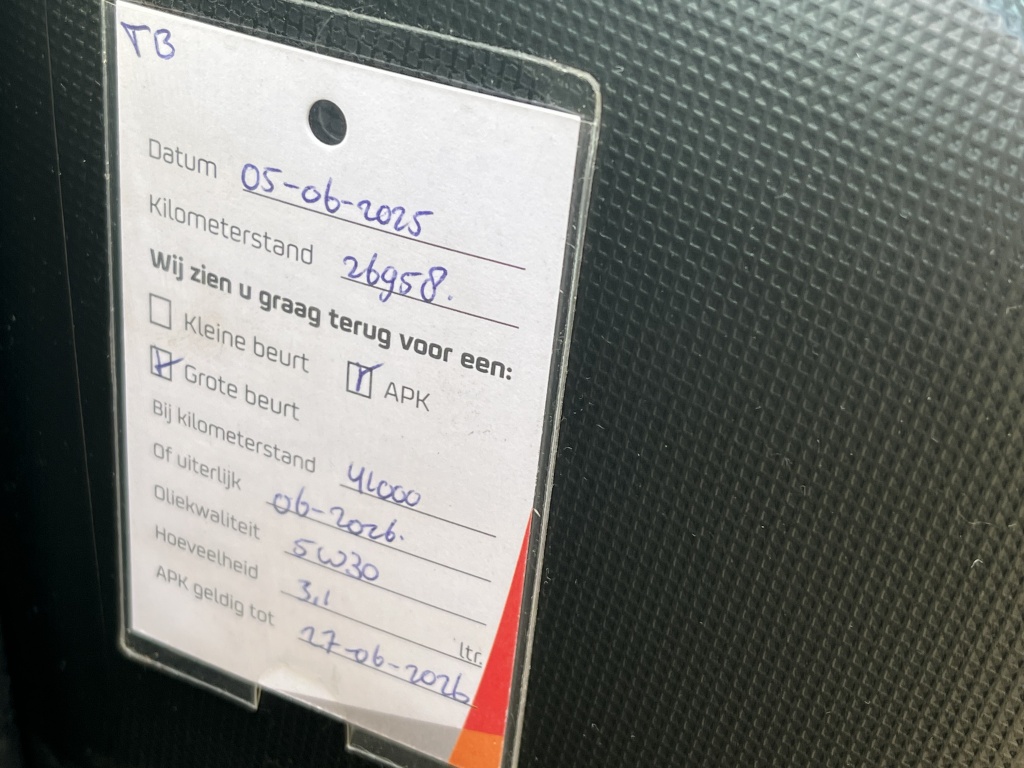 TB
Datum 05-06-2025
Kilometerstand 26958.
Wij zien u graag terug voor een:
Kleine beurt
APK
Grote beurt
Bij kilometerstand 41000
Of uiterlijk 06-2026.
Oliekwaliteit 5W30
Hoeveelheid 3,1 ltr.
APK geldig tot 27-06-2026